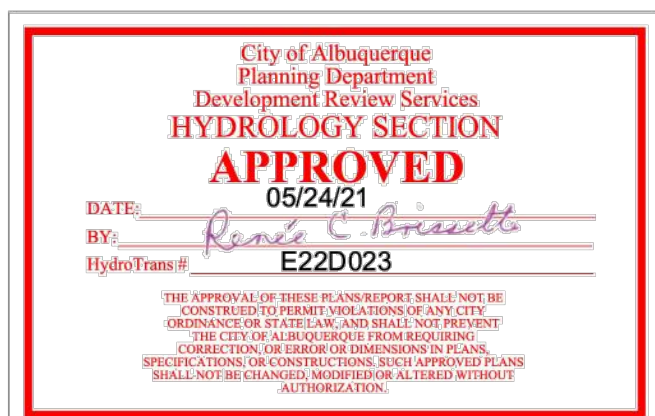 City of Albuquerque
Planning Department
Development Review Services
HYDROLOGY SECTION
APPROVED
DATE: 05/24/21
BY: Renée C. Brissette
HydroTrans # E22D023
THE APPROVAL OF THESE PLANS/REPORT SHALL NOT BE
CONSTRUED TO PERMIT VIOLATIONS OF ANY CITY
ORDINANCE OR STATE LAW, AND SHALL NOT PREVENT
THE CITY OF ALBUQUERQUE FROM REQUIRING
CORRECTION, OR ERROR OR DIMENSIONS IN PLANS,
SPECIFICATIONS, OR CONSTRUCTIONS. SUCH APPROVED PLANS
SHALL NOT BE CHANGED, MODIFIED OR ALTERED WITHOUT
AUTHORIZATION.